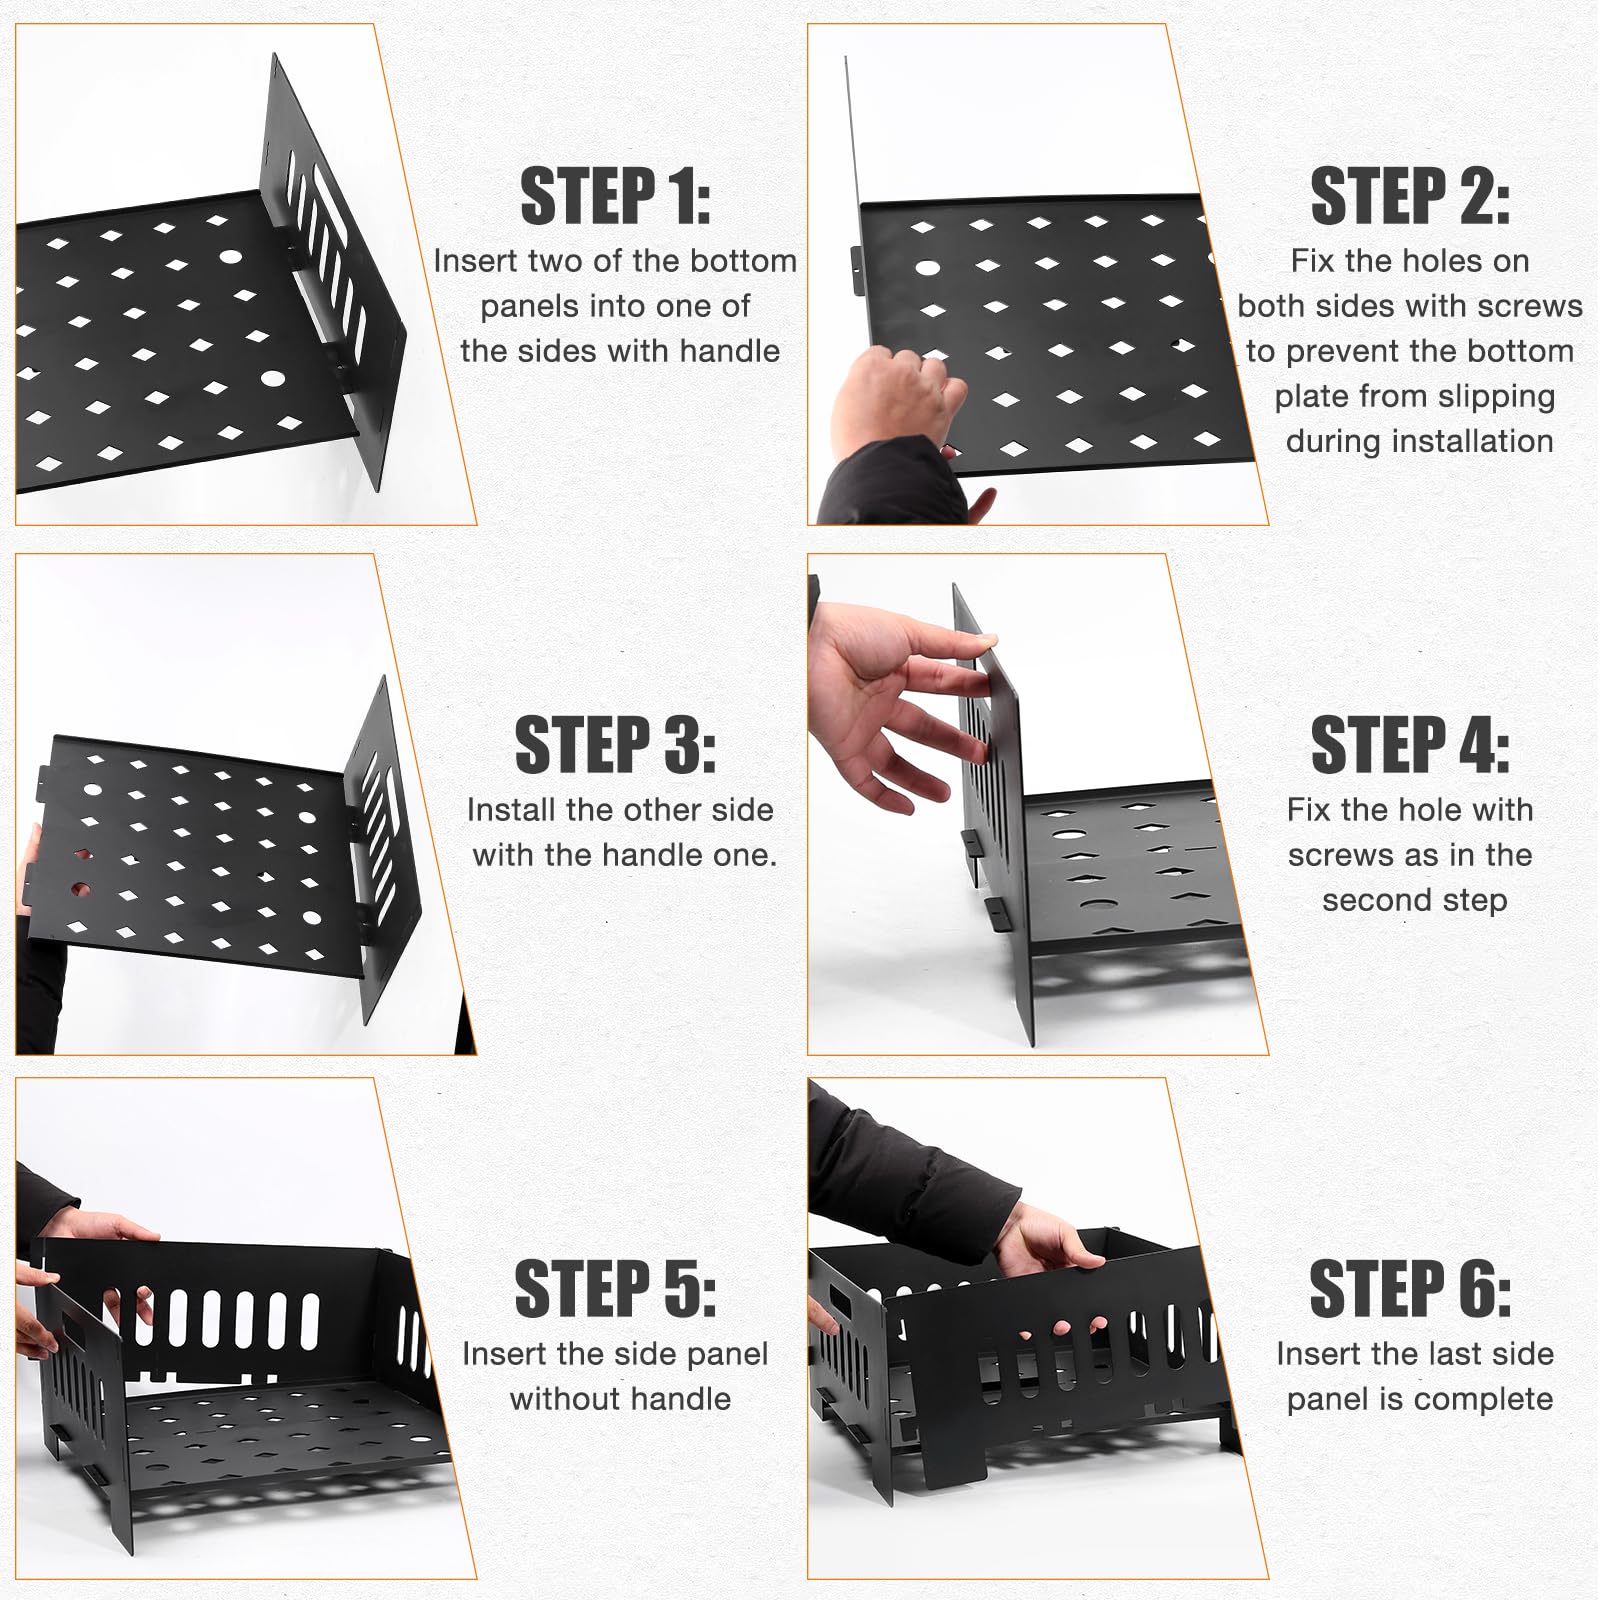 STEP 1:
Insert two of the bottom
panels into one of
the sides with handle
STEP 2:
Fix the holes on
both sides with screws
to prevent the bottom
plate from slipping
during installation
STEP 3:
Install the other side
with the handle one.
STEP 4:
Fix the hole with
screws as in the
second step
STEP 5:
Insert the side panel
without handle
STEP 6:
Insert the last side
panel is complete